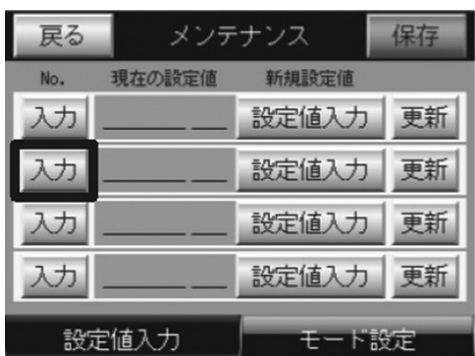 戻る メンテナンス 保存
No. 現在の設定値 新規設定値
入力 設定値入力 更新
入力 設定値入力 更新
入力 設定値入力 更新
入力 設定値入力 更新
設定値入力 モード設定